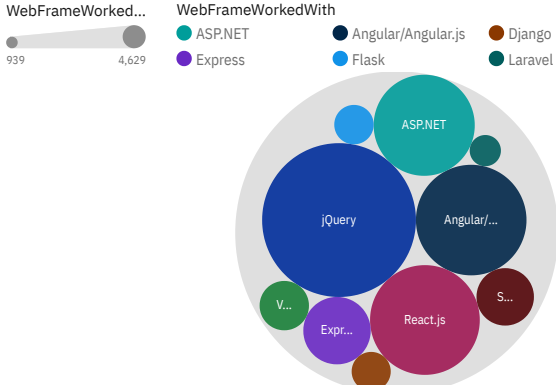 WebFrameWorked...
939
4,629
WebFrameWorkedWith
ASP.NET
Angular/Angular.js
Django
Express
Flask
Laravel
ASP.NET
jQuery
Angular/...
V...
Expr...
React.js
S...